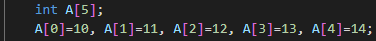 int A[5];
A[0]=10, A[1]=11, A[2]=12, A[3]=13, A[4]=14;